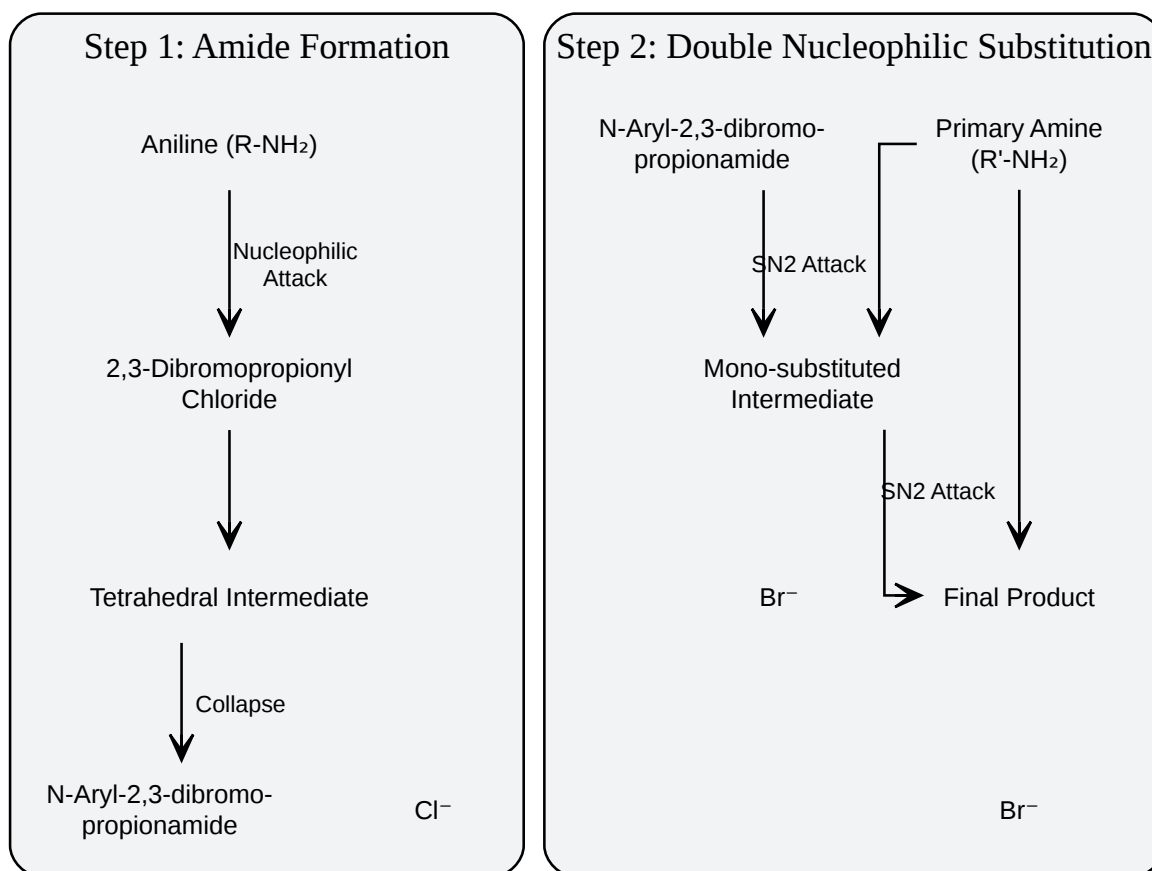 Step 1: Amide Formation
Aniline (R-NH₂)
Nucleophilic
Attack
2,3-Dibromopropionyl
Chloride
Tetrahedral Intermediate
Collapse
N-Aryl-2,3-dibromo-
propionamide
Cl⁻
Step 2: Double Nucleophilic Substitution
N-Aryl-2,3-dibromo-
propionamide
Primary Amine
(R'-NH₂)
SN2 Attack
Mono-substituted
Intermediate
SN2 Attack
Br⁻
Final Product
Br⁻